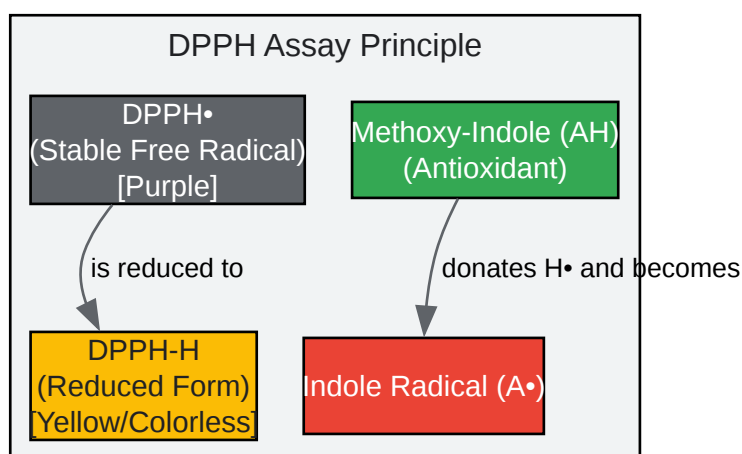 DPPH Assay Principle
DPPH•
(Stable Free Radical)
[Purple]
Methoxy-Indole (AH)
(Antioxidant)
is reduced to
donates H• and becomes
DPPH-H
(Reduced Form)
[Yellow/Colorless]
Indole Radical (A•)